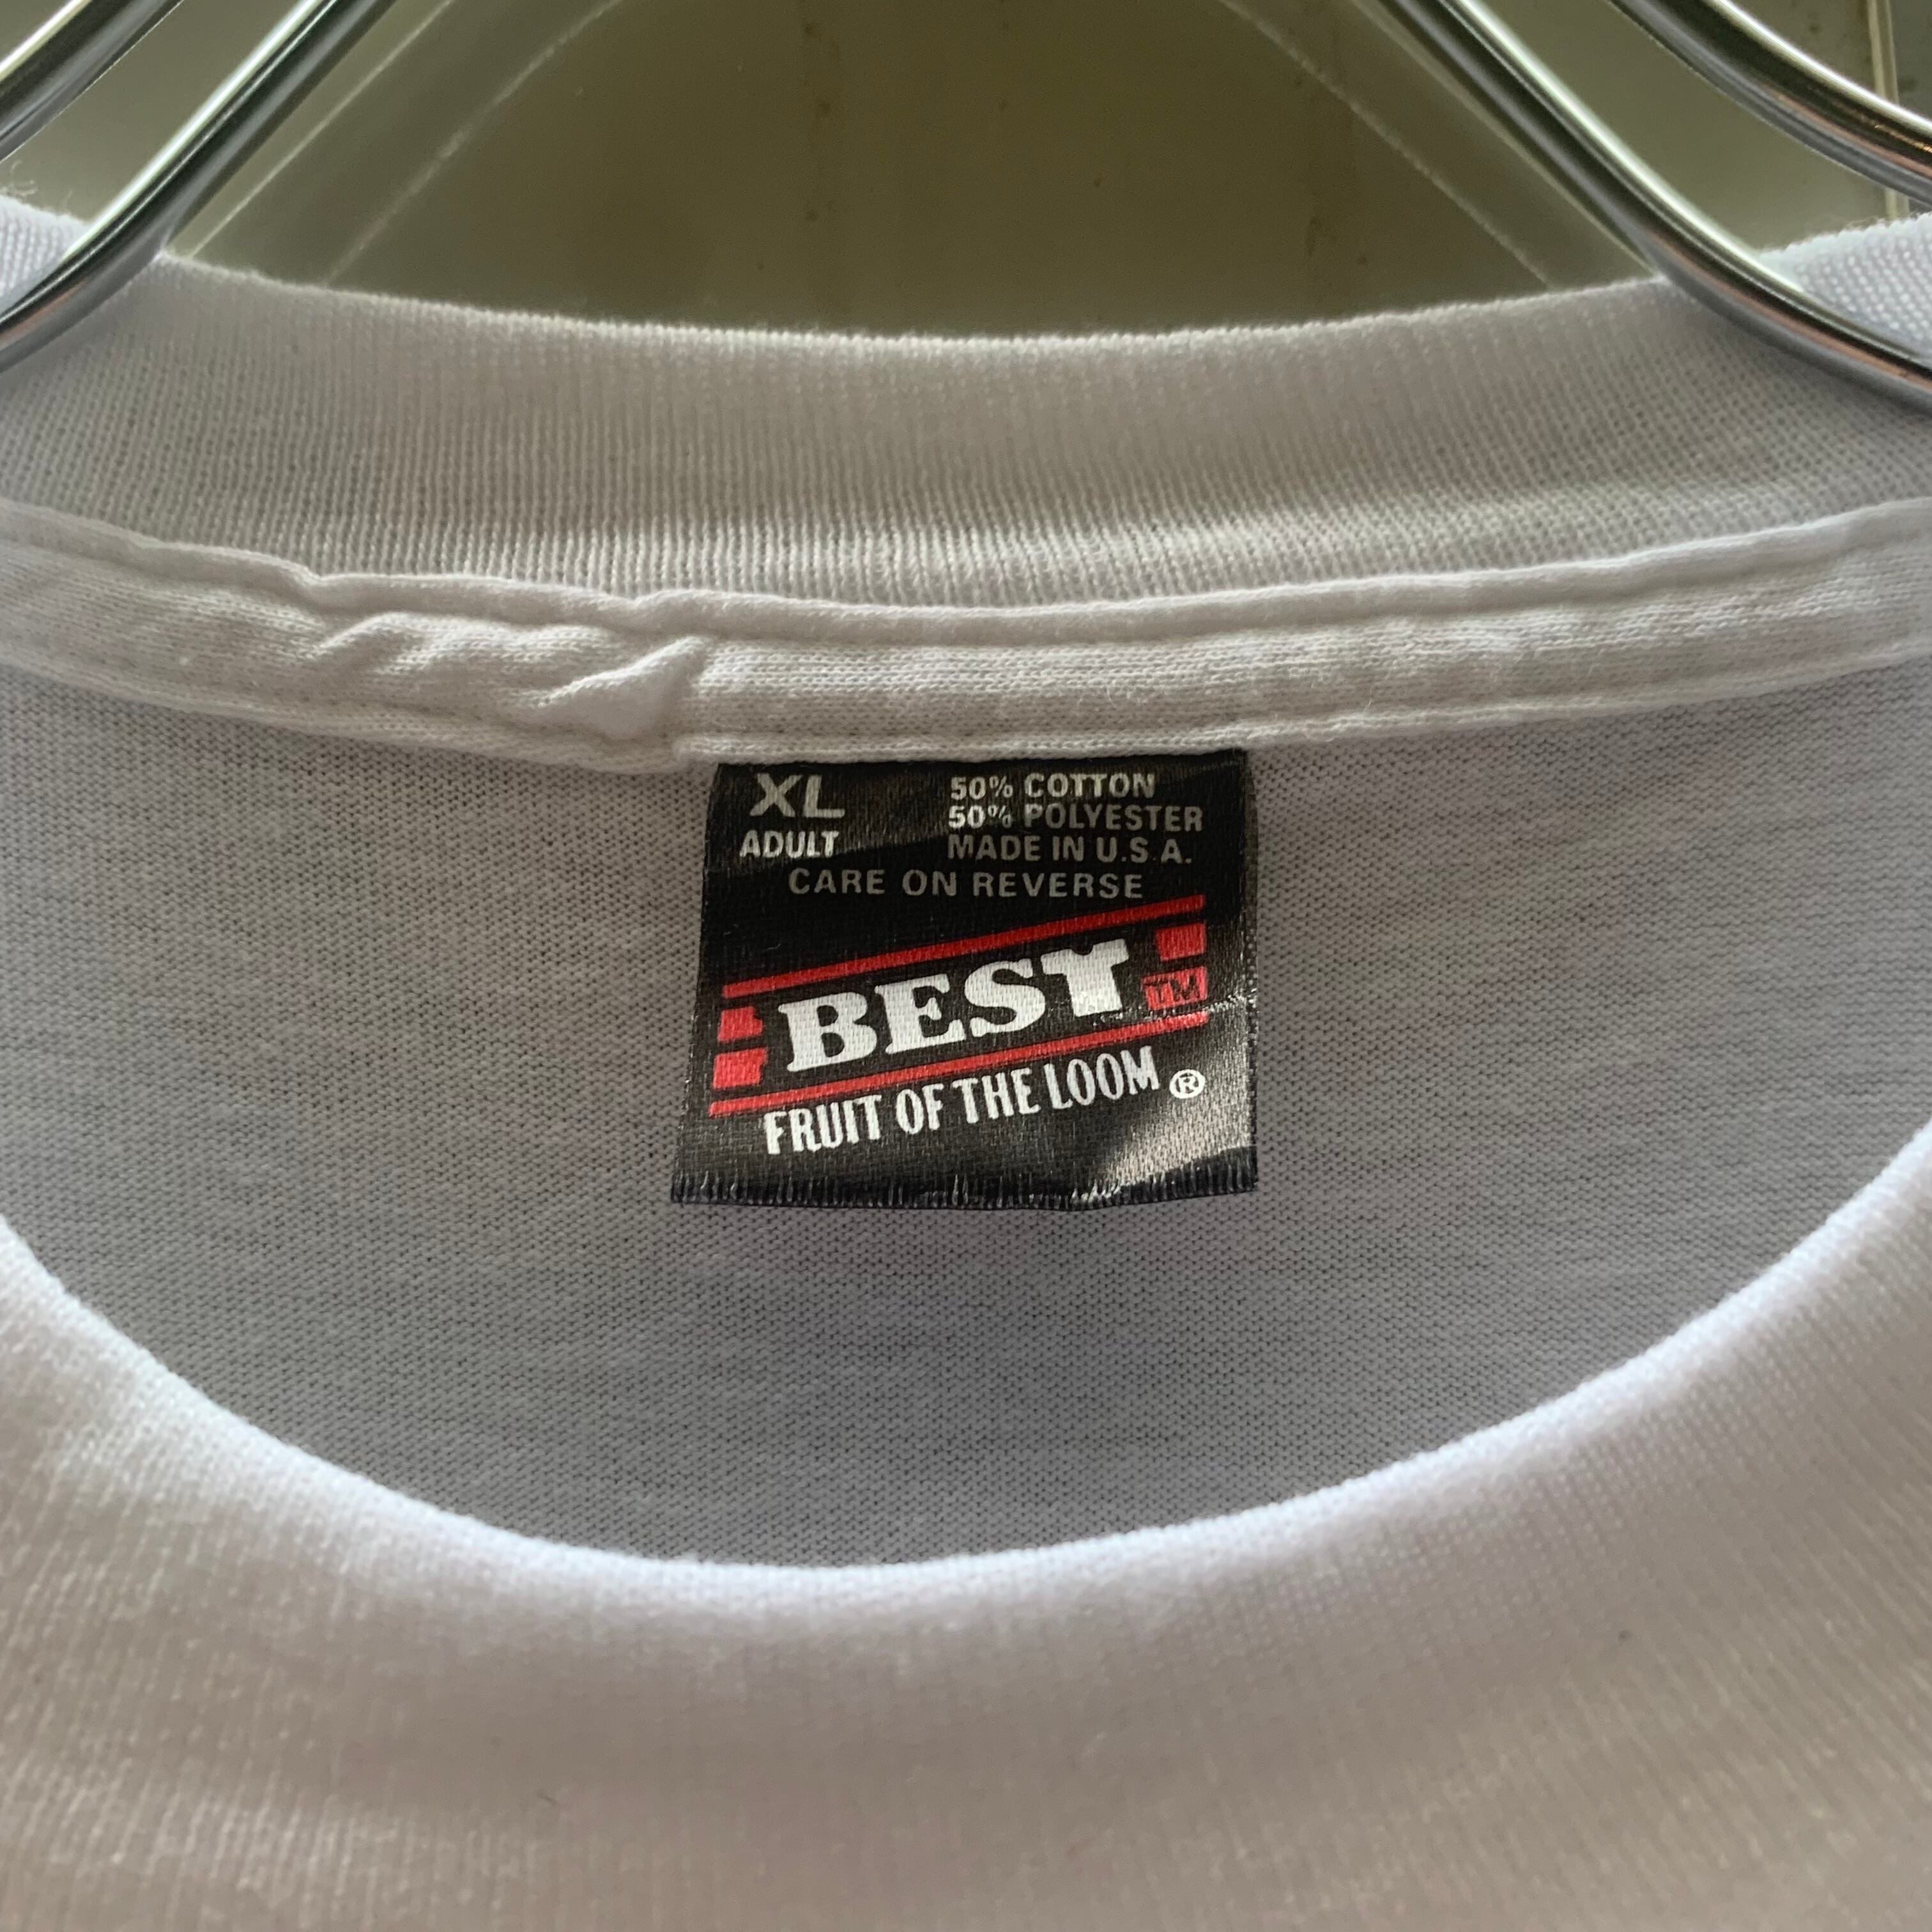 XL
ADULT
50% COTTON
50% POLYESTER
MADE IN U.S.A.
CARE ON REVERSE
BEST TM
FRUIT OF THE LOOM ®